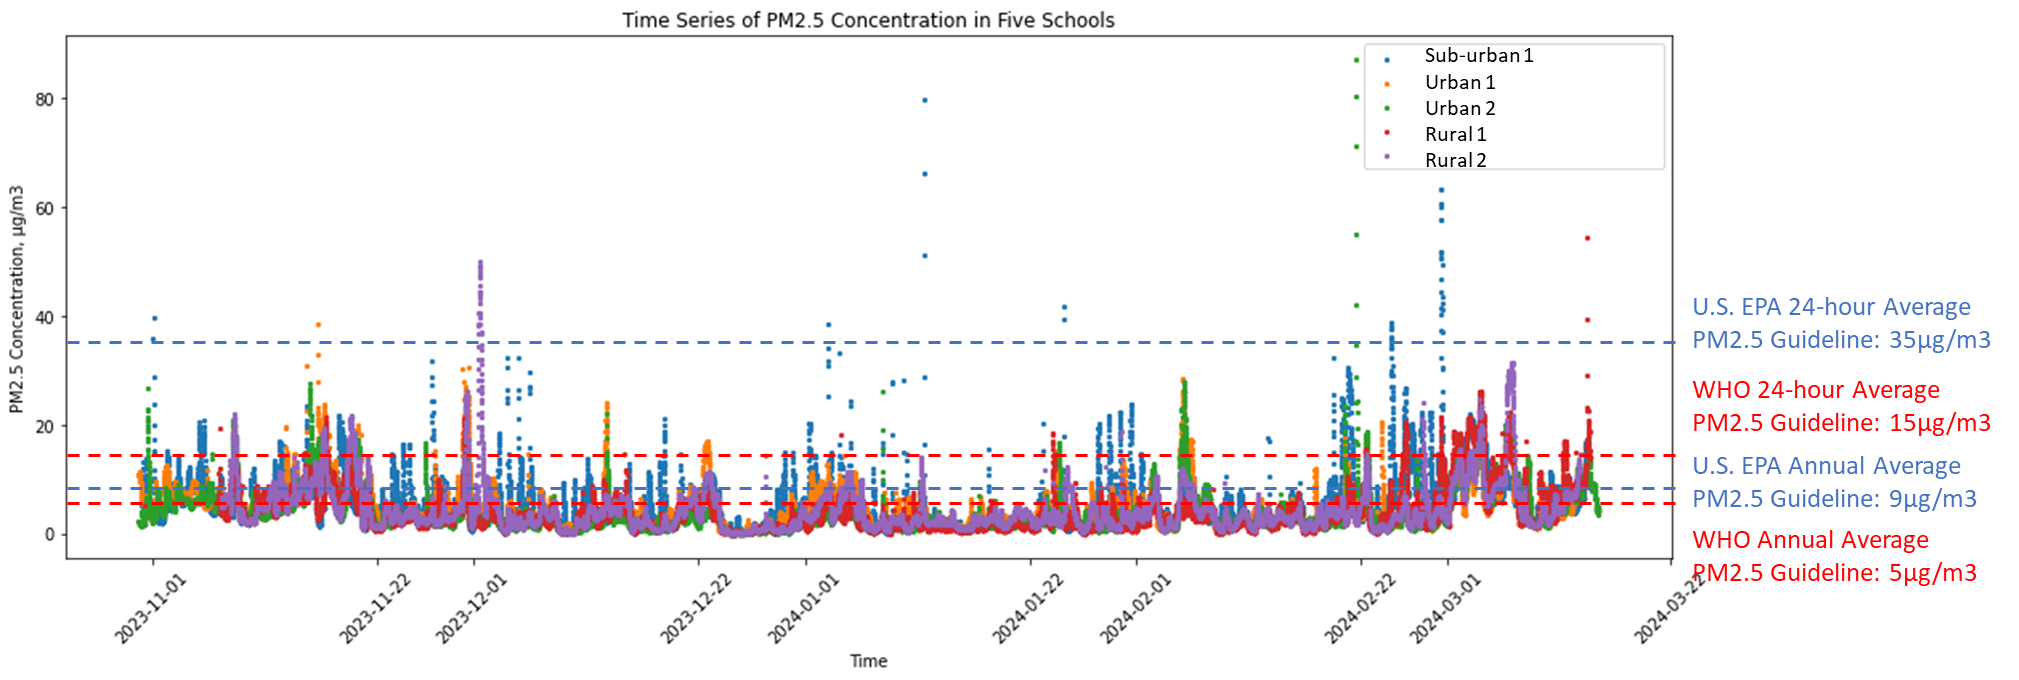 Time Series of PM2.5 Concentration in Five Schools
PM2.5 Concentration, μg/m3
80
60
40
20
0
Sub-urban 1
Urban 1
Urban 2
Rural 1
Rural 2
U.S. EPA 24-hour Average
PM2.5 Guideline: 35μg/m3
WHO 24-hour Average
PM2.5 Guideline: 15μg/m3
U.S. EPA Annual Average
PM2.5 Guideline: 9μg/m3
WHO Annual Average
PM2.5 Guideline: 5μg/m3
2023-11-01
2023-11-22
2023-12-01
2023-12-22
2024-01-01
2024-01-22
2024-02-01
2024-02-22
2024-03-01
2024-03-22
Time